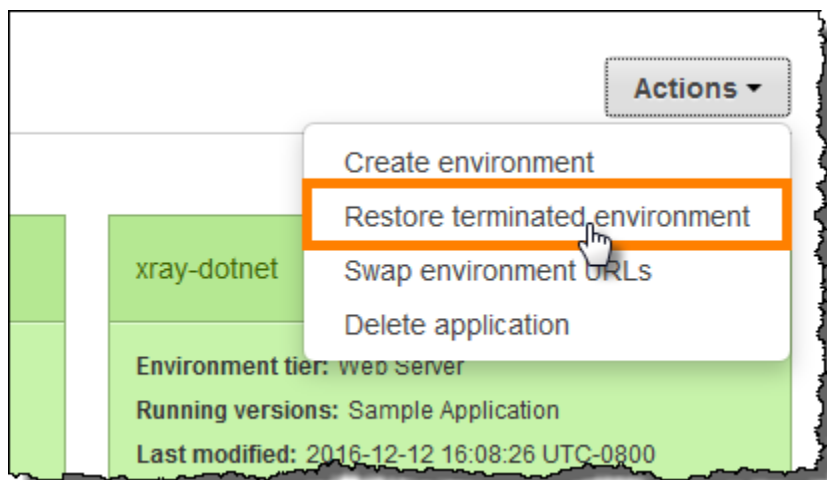 Actions
Create environment
Restore terminated environment
xray-dotnet
Swap environment URLs
Delete application
Environment tier: Web Server
Running versions: Sample Application
Last modified: 2016-12-12 16:08:26 UTC-0800